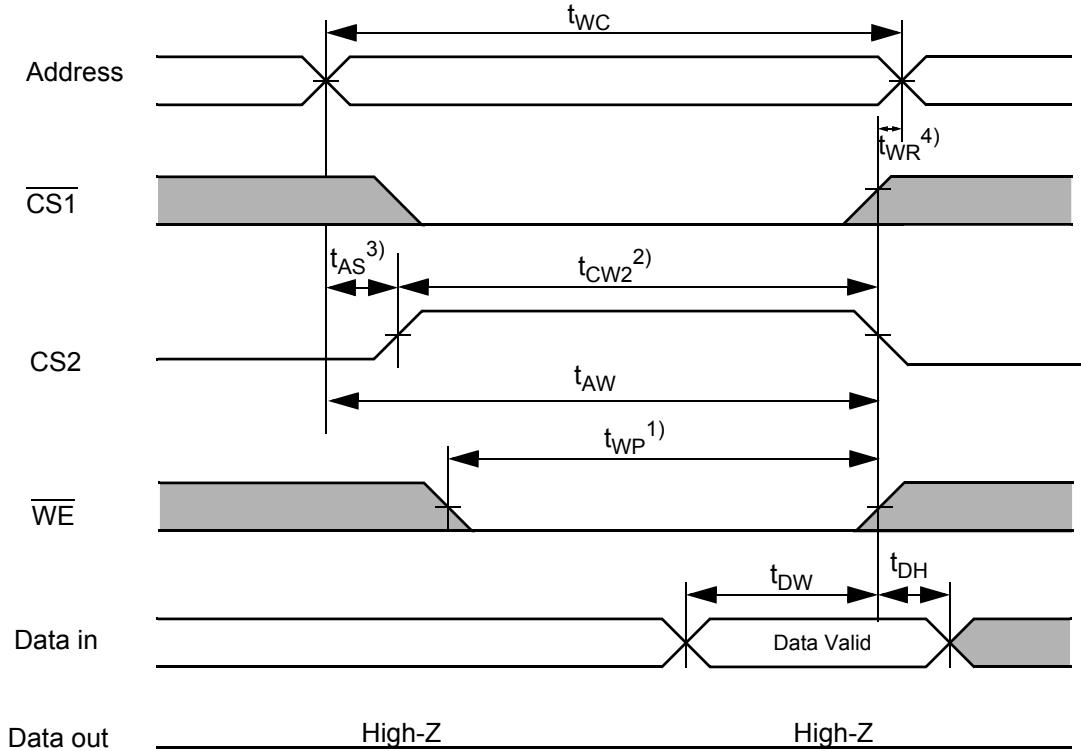 tWC
Address
tWR4)
CS1
tAS3)
tCW22)
CS2
tAW
tWP1)
WE
tDW
tDH
Data in
Data Valid
Data out
High-Z
High-Z